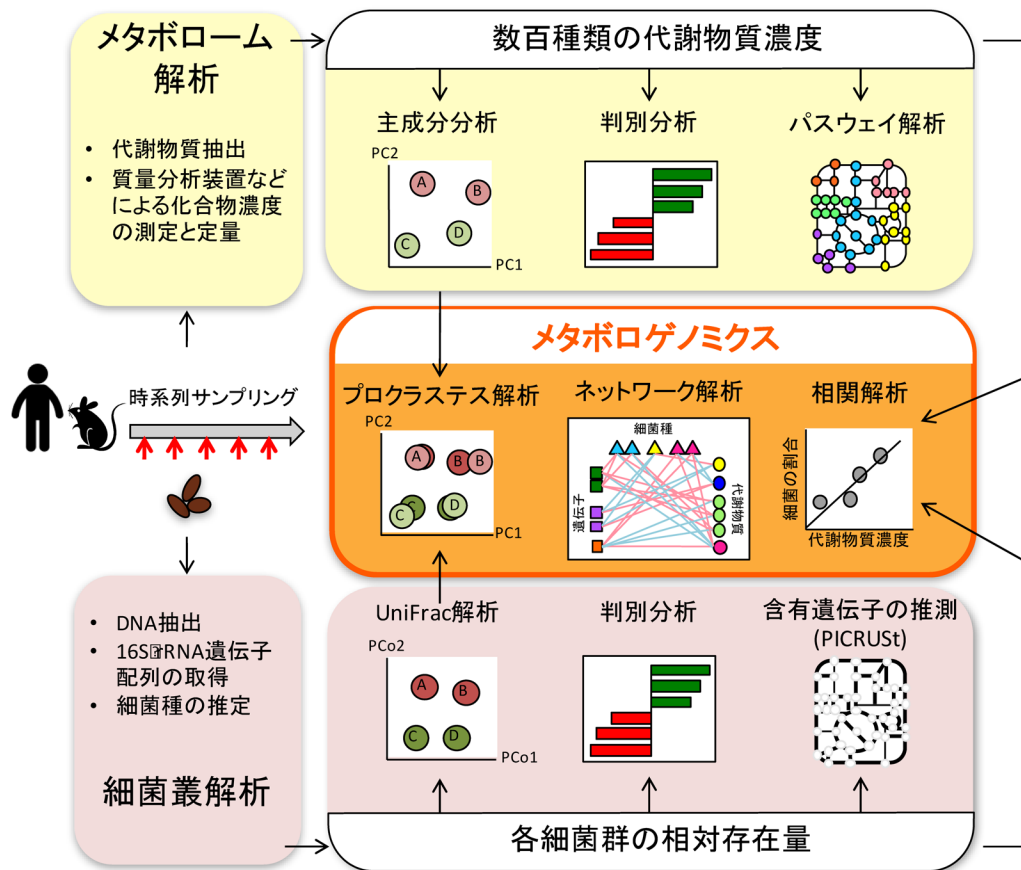 メタボローム
解析
• 代謝物質抽出
• 質量分析装置など
による化合物濃度
の測定と定量
数百種類の代謝物質濃度
主成分分析
PC2
A
B
C
D
PC1
判別分析
パスウェイ解析
時系列サンプリング
メタボロゲノミクス
プロクラステス解析
PC2
A
B
B
C
D
PC1
ネットワーク解析
細菌種
遺伝子
代謝物質
相関解析
細菌の割合
代謝物質濃度
• DNA抽出
• 16S rRNA遺伝子
配列の取得
• 細菌種の推定
細菌叢解析
UniFrac解析
PCo2
A
B
C
D
PCo1
判別分析
含有遺伝子の推測
(PICRUSt)
各細菌群の相対存在量